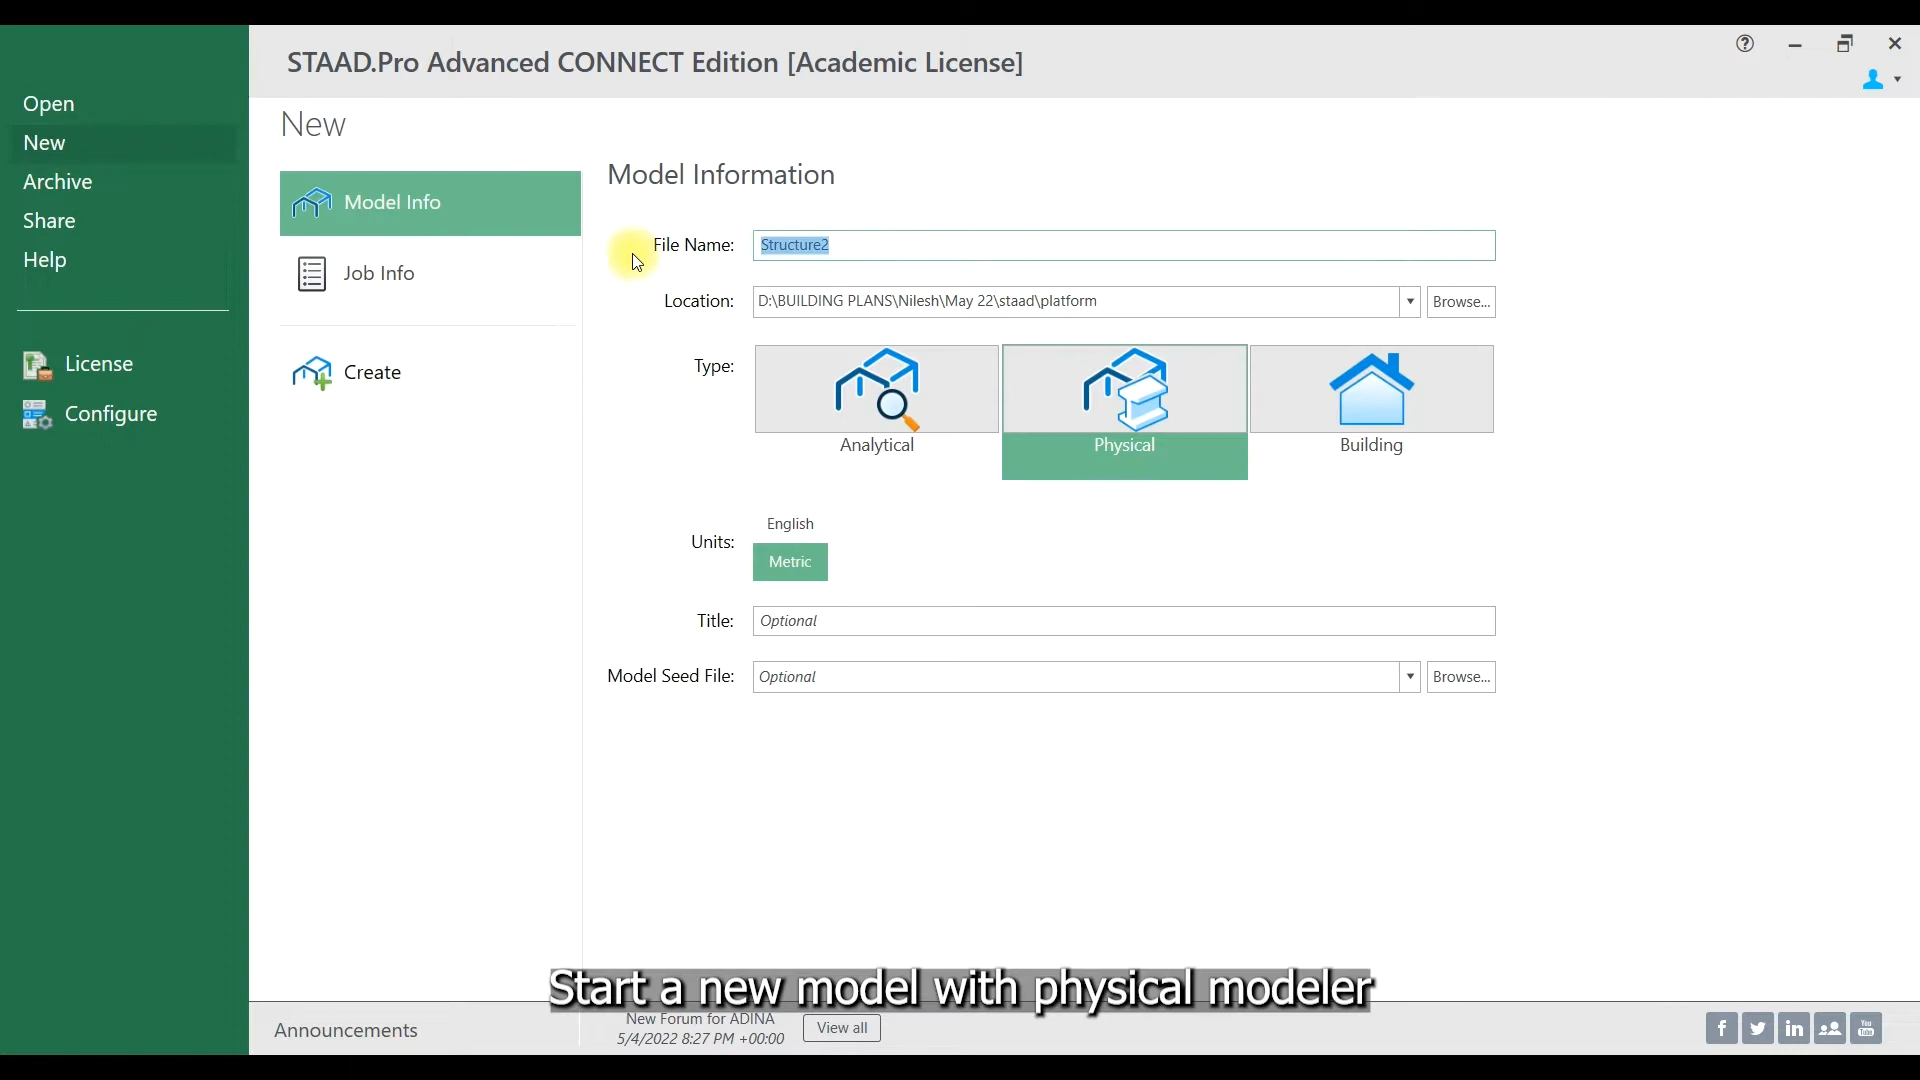 STAAD.Pro Advanced CONNECT Edition [Academic License]
Open
New
Archive
Share
Help
License
Configure
New
Model Info
Job Info
Create
Model Information
File Name: Structure2
Location: D:\BUILDING PLANS\Nilesh\May 22\staad\platform Browse...
Type:
Analytical Physical Building
Units: English
Metric
Title: Optional
Model Seed File: Optional Browse...
Start a new model with physical modeler
Announcements
New Forum for ADINA
5/4/2022 8:27 PM +00:00
View all
f in You Tube